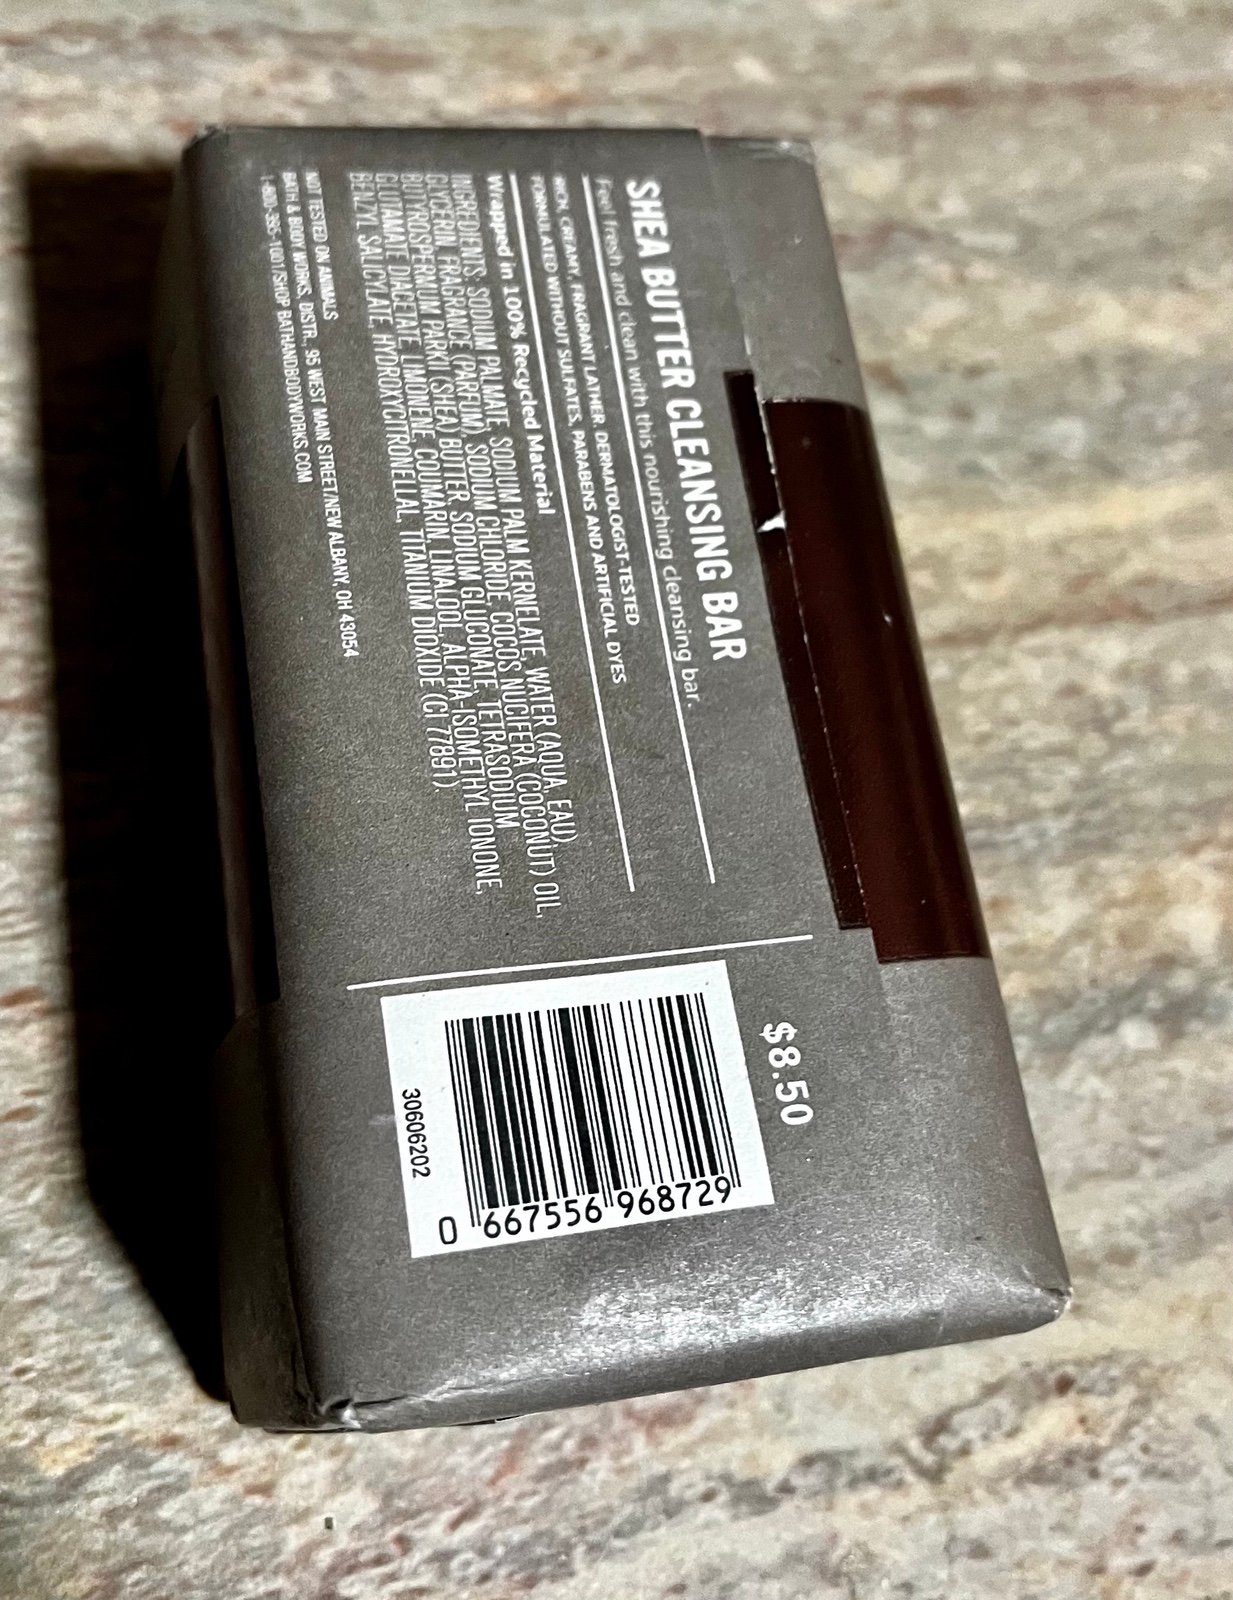 SHEA BUTTER CLEANSING BAR
Feel fresh and clean with this nourishing cleansing bar.
RICH, CREAMY, FRAGRANT LATHER. DERMATOLOGIST-TESTED
FORMULATED WITHOUT SULFATES, PARABENS AND ARTIFICIAL DYES
Wrapped in 100% Recycled Material
INGREDIENTS: SODIUM PALMATE, SODIUM PALM KERNELATE, WATER (AQUA, EAU),
GLYCERIN, FRAGRANCE (PARFUM), SODIUM CHLORIDE, COCOS NUCIFERA (COCONUT) OIL,
BUTYROSPERMUM PARKII (SHEA) BUTTER, SODIUM GLUCONATE, TETRASODIUM
GLUTAMATE DIACETATE, LIMONENE, COUMARIN, LINALOOL, ALPHA-ISOMETHYL IONONE,
BENZYL SALICYLATE, HYDROXYCITRONELLAL, TITANIUM DIOXIDE (CI 77891).
NOT TESTED ON ANIMALS
BATH & BODY WORKS, DISTR., 95 WEST MAIN STREET/NEW ALBANY, OH 43054
1-800-395-1001/SHOP BATHANDBODYWORKS.COM
$8.50
0 667556 968729
30606202